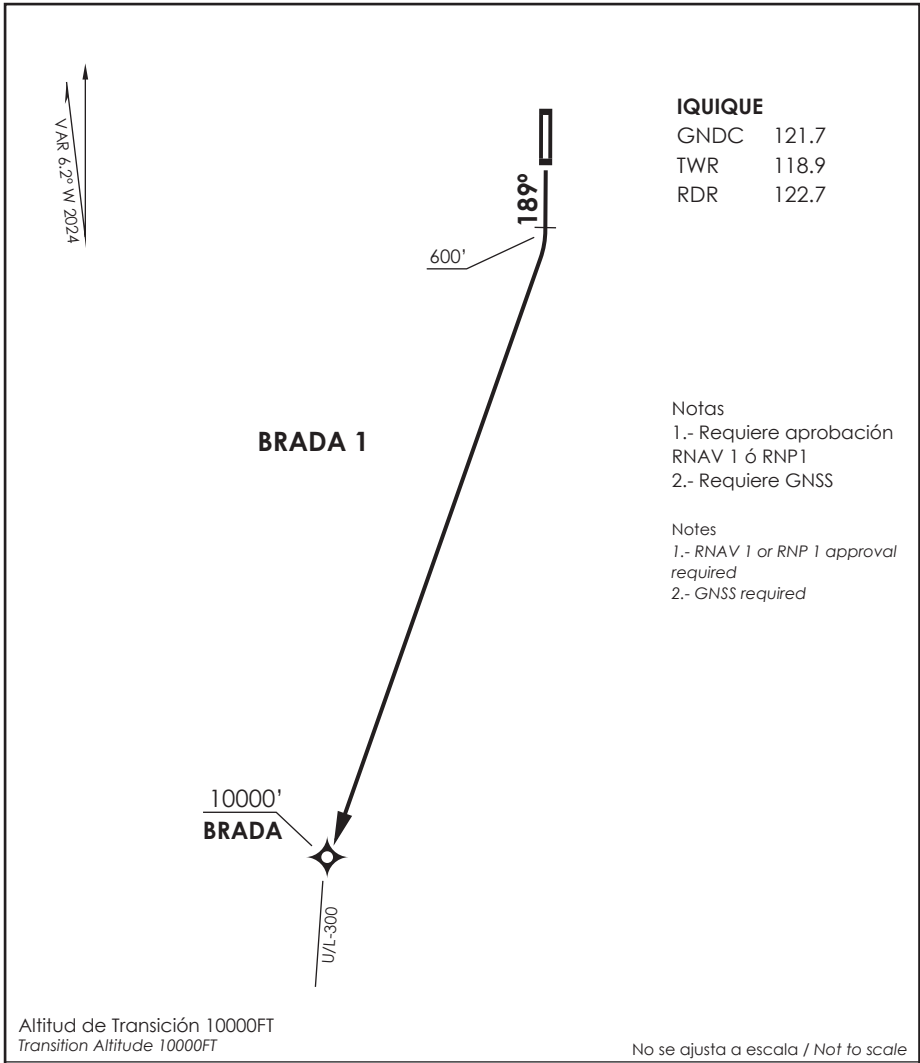 VAR 6.2° W 2024
IQUIQUE
GNDC 121.7
TWR 118.9
RDR 122.7
189°
600'
BRADA 1
Notas
1.- Requiere aprobación
RNAV 1 ó RNP1
2.- Requiere GNSS
Notes
1.- RNAV 1 or RNP 1 approval
required
2.- GNSS required
10000'
BRADA
U/L-300
Altitud de Transición 10000FT
Transition Altitude 10000FT
No se ajusta a escala / Not to scale